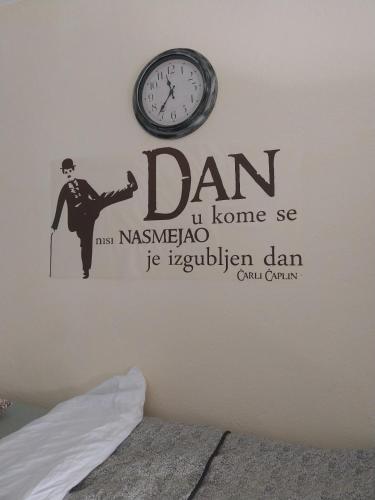 DAN
u kome se
nisi NASMEJAO
je izgubljen dan
ČARLI ČAPLIN